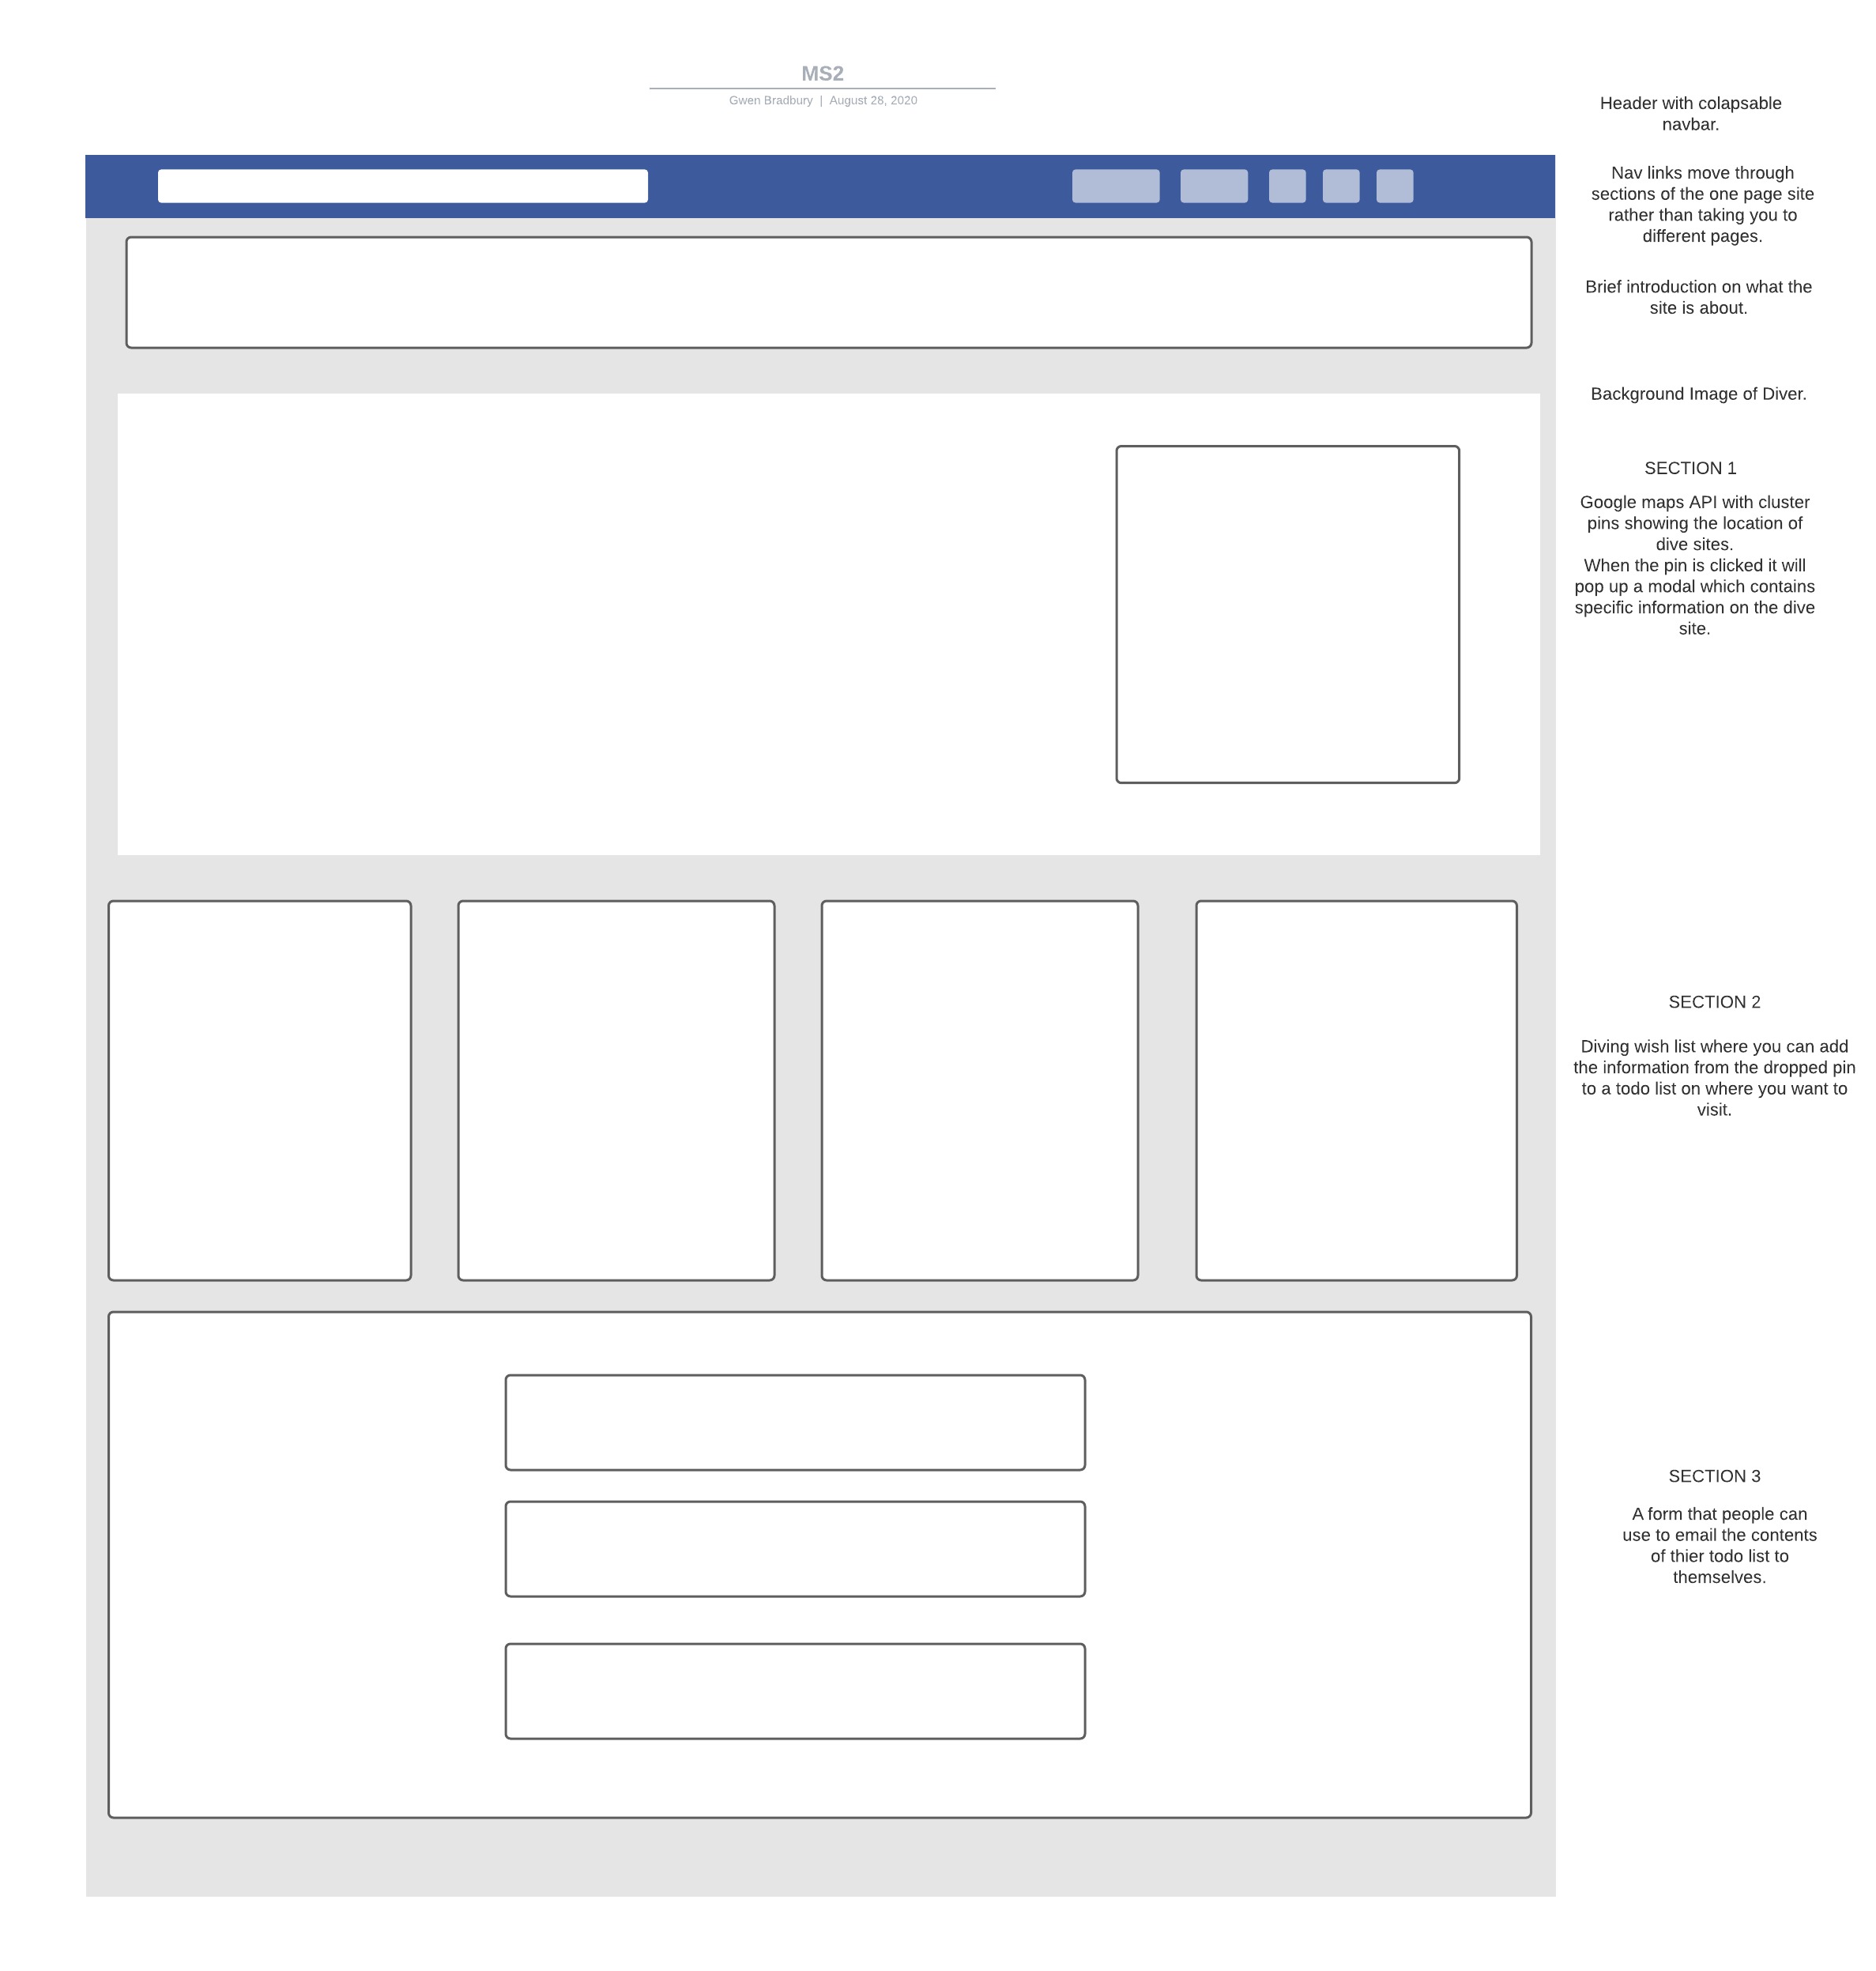 MS2
Gwen Bradbury | August 28, 2020
Header with colapsable
navbar.
Nav links move through
sections of the one page site
rather than taking you to
different pages.
Brief introduction on what the
site is about.
Background Image of Diver.
SECTION 1
Google maps API with cluster
pins showing the location of
dive sites.
When the pin is clicked it will
pop up a modal which contains
specific information on the dive
site.
SECTION 2
Diving wish list where you can add
the information from the dropped pin
to a todo list on where you want to
visit.
SECTION 3
A form that people can
use to email the contents
of thier todo list to
themselves.